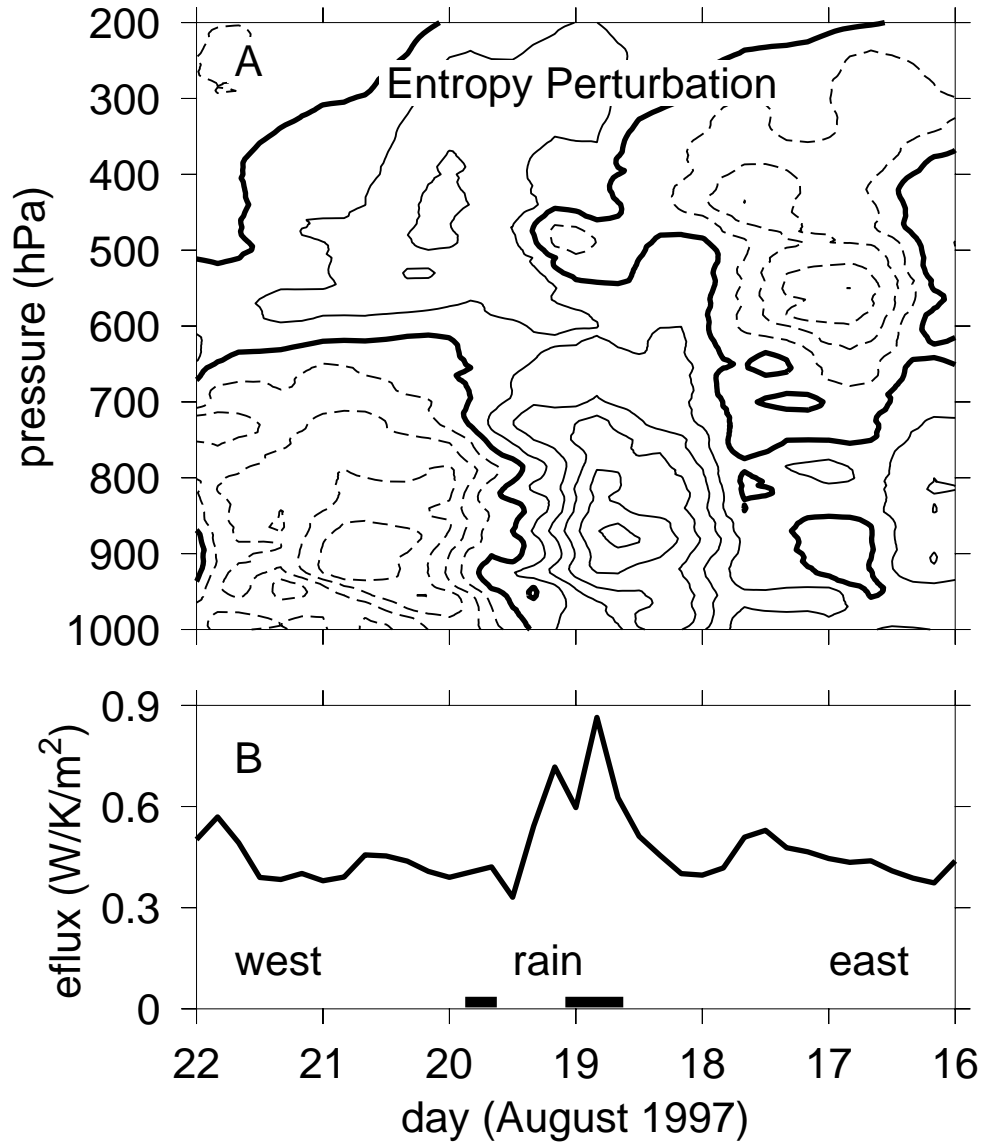 A
Entropy Perturbation
200
300
400
500
600
700
800
900
1000
pressure (hPa)
B
0.9
0.6
0.3
0
eflux (W/K/m²)
west rain east
22 21 20 19 18 17 16
day (August 1997)